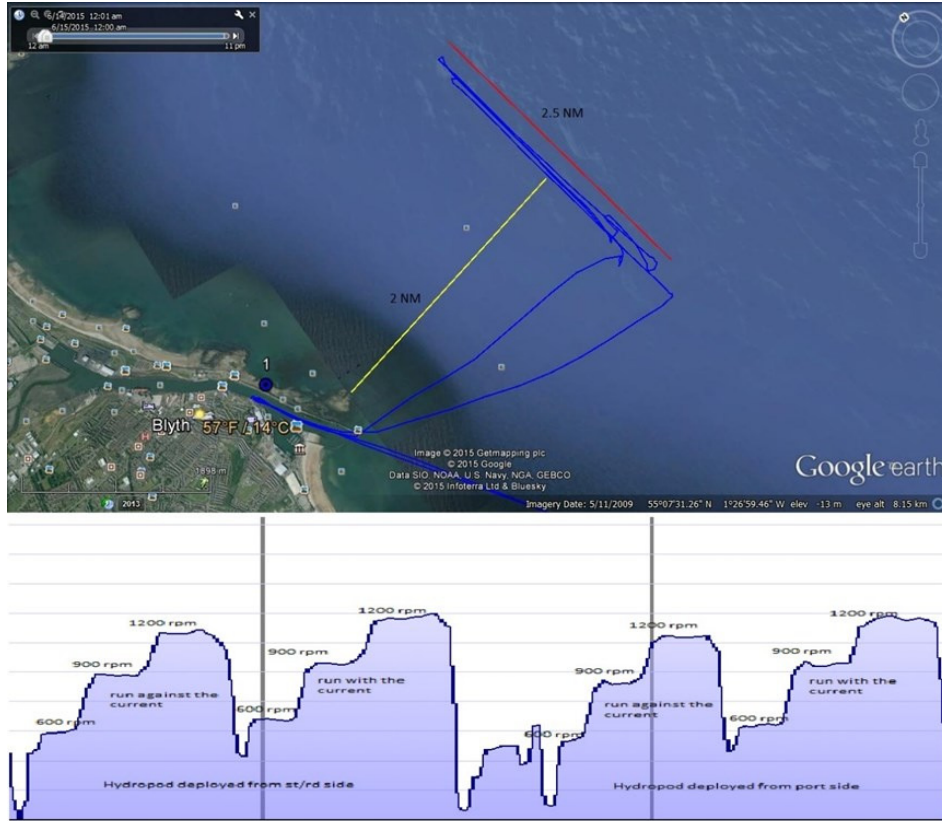 6/14/2015 12:01 am
6/15/2015 12:00 am
12 am
11 pm
2.5 NM
2 NM
1
Blyth 57°F / 14°C
1898 m
2013
Image © 2015 Getmapping plc
© 2015 Google
Data SIO, NOAA, U.S. Navy, NGA, GEBCO
© 2015 Infoterra Ltd & Bluesky
Google earth
Imagery Date: 5/11/2009 55°07'31.26" N 1°26'59.46" W elev -13 m eye alt 8.15 km
1200 rpm
900 rpm
run against the
current
600 rpm
1200 rpm
900 rpm
run with the
current
600 rpm
Hydropod deployed from st/rd side
1200 rpm
900 rpm
run against the
current
600 rpm
1200 rpm
900 rpm
run with the
current
600 rpm
Hydropod deployed from port side